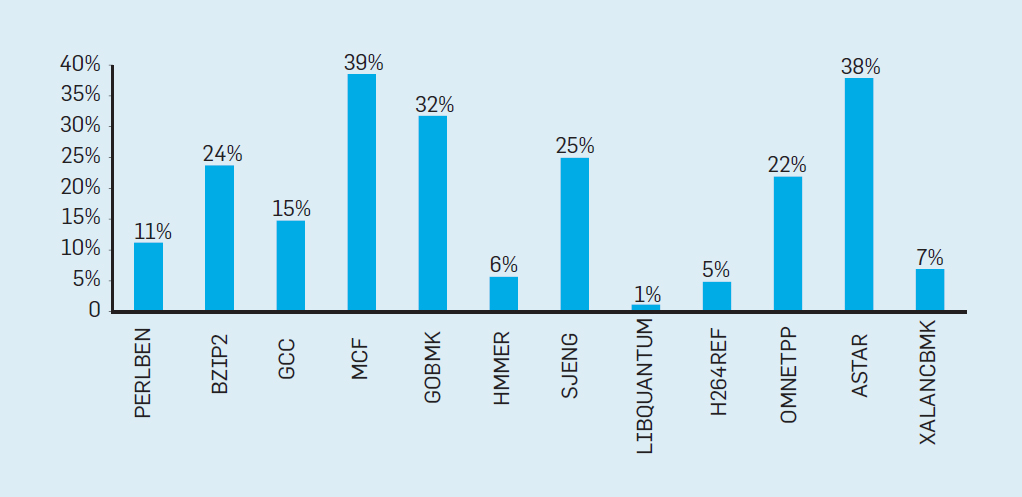 40%
35%
30%
25%
20%
15%
10%
5%
0
11%
24%
15%
39%
32%
6%
25%
1%
5%
22%
38%
7%
PERLBEN
BZIP2
GCC
MCF
GOBMK
HMMER
SJENG
LIBQUANTUM
H264REF
OMNETPP
ASTAR
XALANCBMK